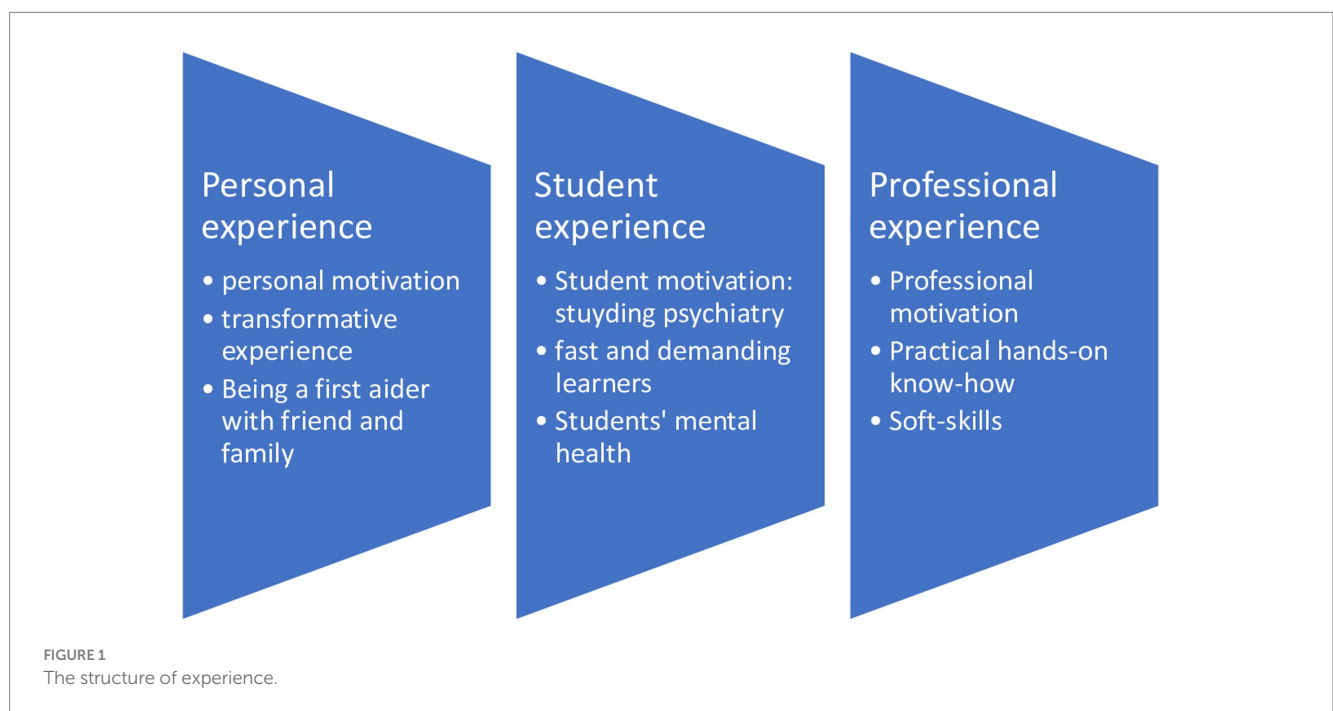 Personal
experience
• personal motivation
• transformative
experience
• Being a first aider
with friend and
family
Student
experience
• Student motivation:
stuyding psychiatry
• fast and demanding
learners
• Students' mental
health
Professional
experience
• Professional
motivation
• Practical hands-on
know-how
• Soft-skills
FIGURE 1
The structure of experience.